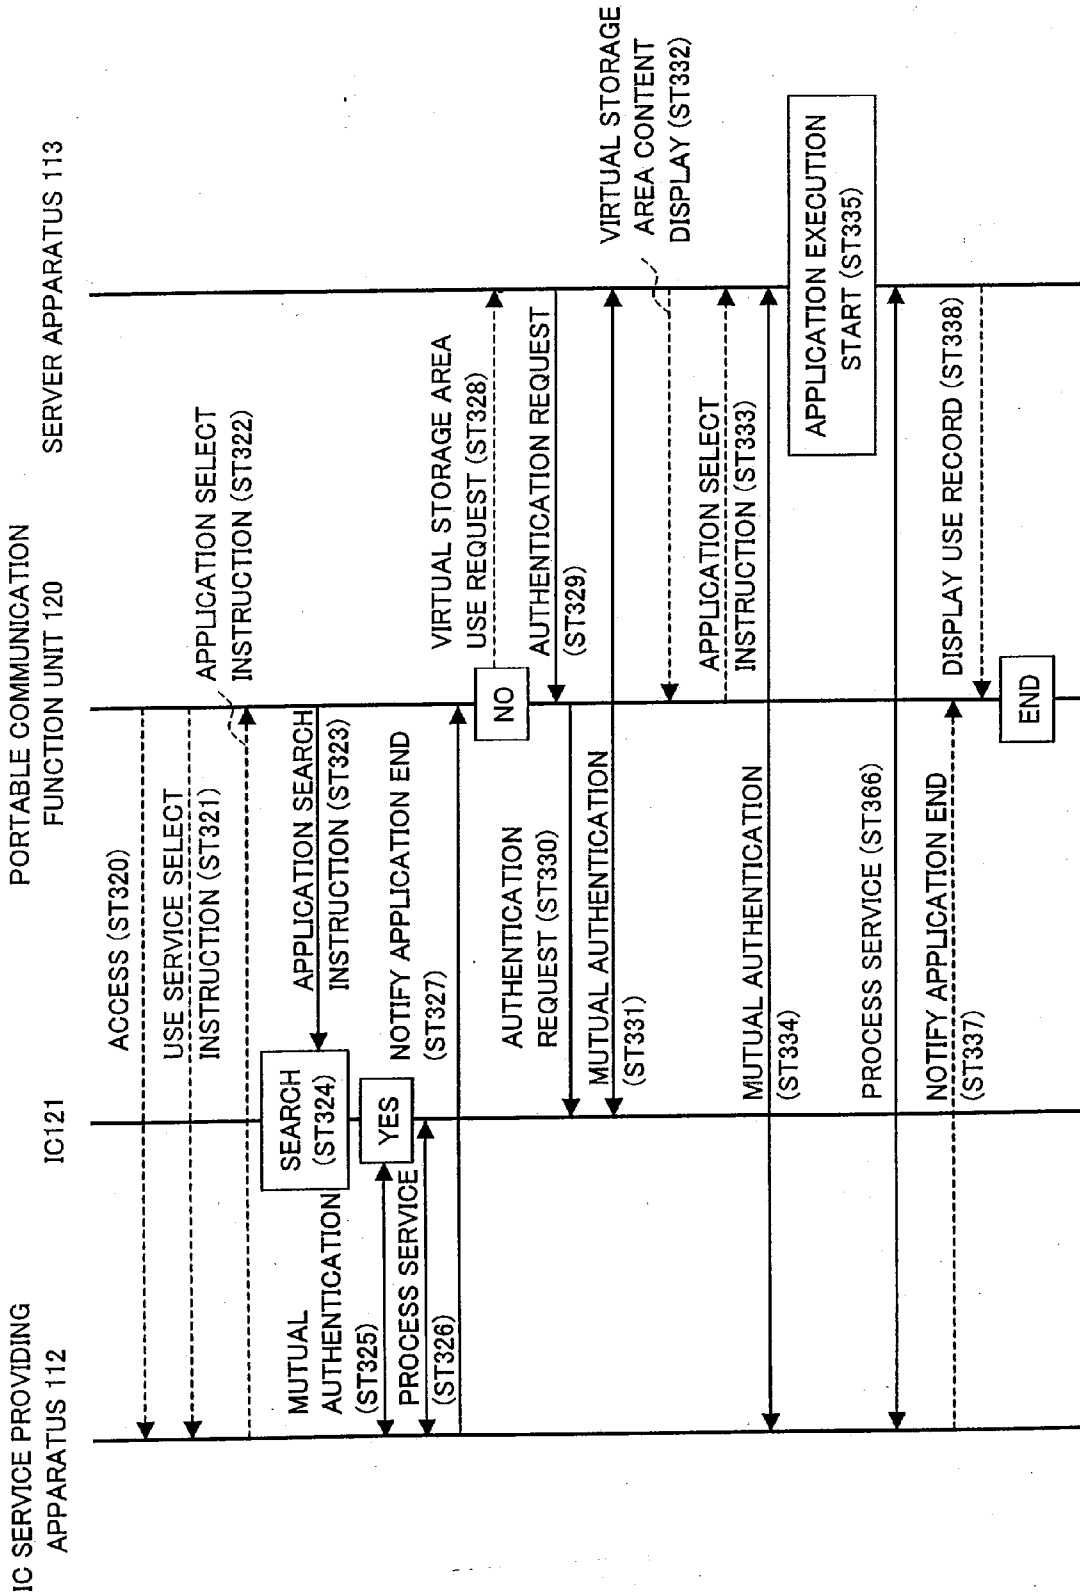 IC SERVICE PROVIDING
APPARATUS 112
IC121
PORTABLE COMMUNICATION
FUNCTION UNIT 120
SERVER APPARATUS 113
ACCESS (ST320)
USE SERVICE SELECT
INSTRUCTION (ST321)
APPLICATION SELECT
INSTRUCTION (ST322)
APPLICATION SEARCH
INSTRUCTION (ST323)
SEARCH
(ST324)
MUTUAL
AUTHENTICATION
(ST325)
YES
PROCESS SERVICE
(ST326)
NOTIFY APPLICATION END
(ST327)
NO
VIRTUAL STORAGE AREA
USE REQUEST (ST328)
AUTHENTICATION REQUEST
(ST329)
AUTHENTICATION
REQUEST (ST330)
MUTUAL AUTHENTICATION
(ST331)
VIRTUAL STORAGE
AREA CONTENT
DISPLAY (ST332)
APPLICATION SELECT
INSTRUCTION (ST333)
MUTUAL AUTHENTICATION
(ST334)
APPLICATION EXECUTION
START (ST335)
PROCESS SERVICE (ST366)
NOTIFY APPLICATION END
(ST337)
DISPLAY USE RECORD (ST338)
END